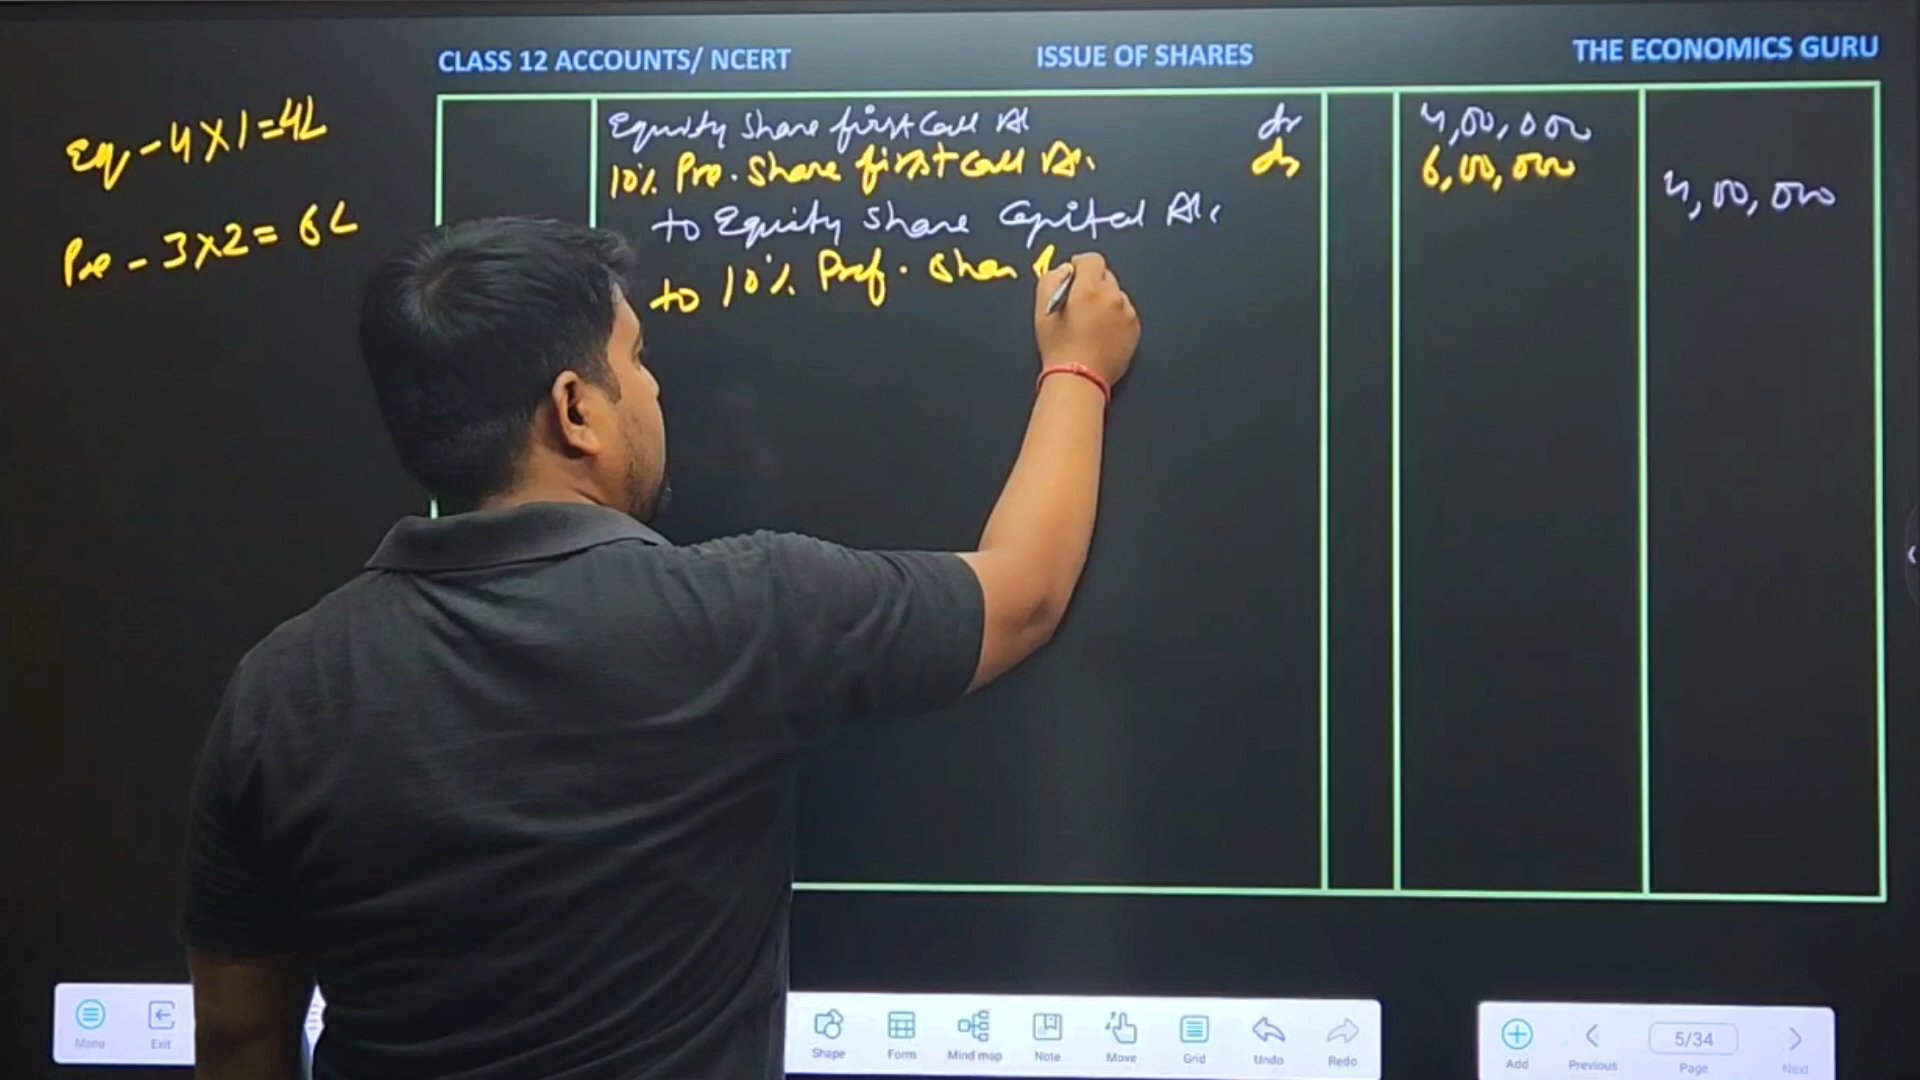 CLASS 12 ACCOUNTS/ NCERT
ISSUE OF SHARES
THE ECONOMICS GURU
Eq - 4 X 1 = 4L
Pre - 3 X 2 = 6L
Equity Share first Call A/c dr 4,00,000
10% Pre. Share first call A/c. dr 6,00,000
to Equity Share Capital A/c. 4,00,000
to 10% Pref. Shar
Menu
Exit
Shape
Form
Mind map
Note
Move
Grid
Undo
Redo
Add
Previous
5/34
Page
Next